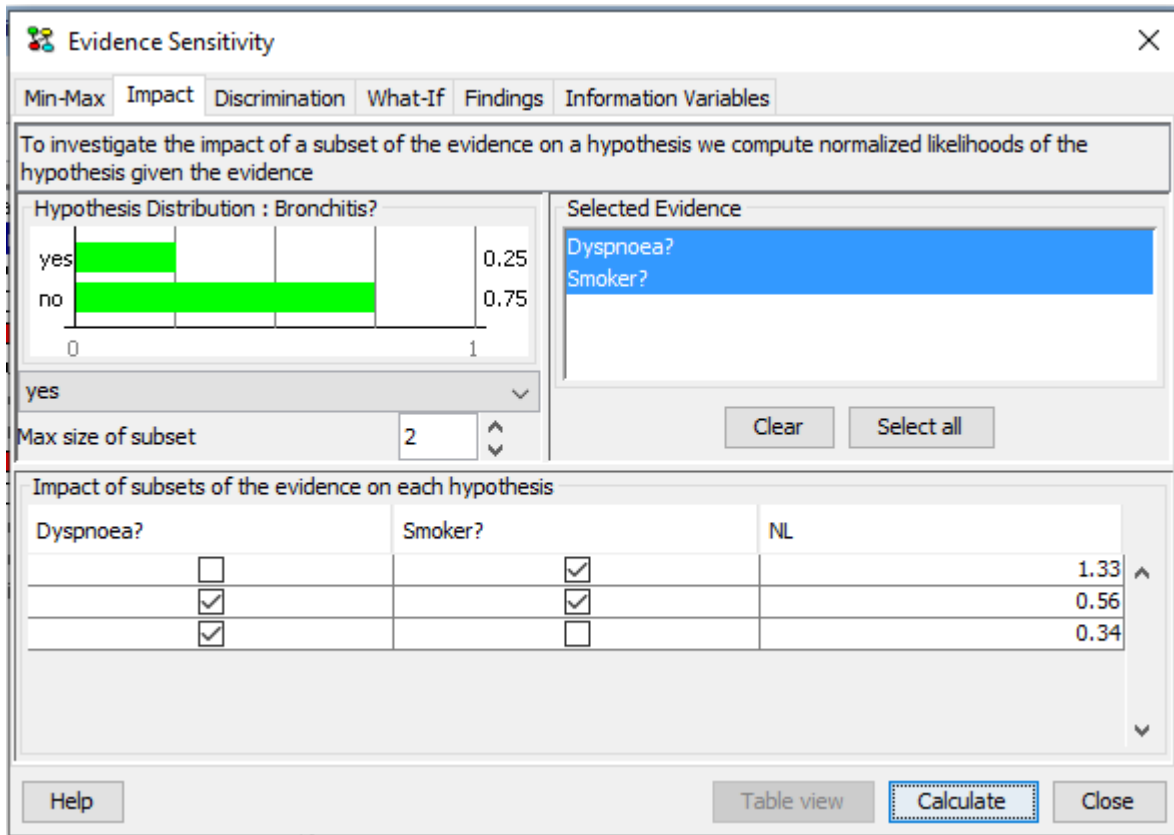 Evidence Sensitivity
Min-Max Impact Discrimination What-If Findings Information Variables
To investigate the impact of a subset of the evidence on a hypothesis we compute normalized likelihoods of the
hypothesis given the evidence
Hypothesis Distribution : Bronchitis?
yes 0.25
no 0.75
0 1
yes
Max size of subset 2
Selected Evidence
Dyspnoea?
Smoker?
Clear Select all
Impact of subsets of the evidence on each hypothesis
Dyspnoea? Smoker? NL
1.33
0.56
0.34
Help Table view Calculate Close